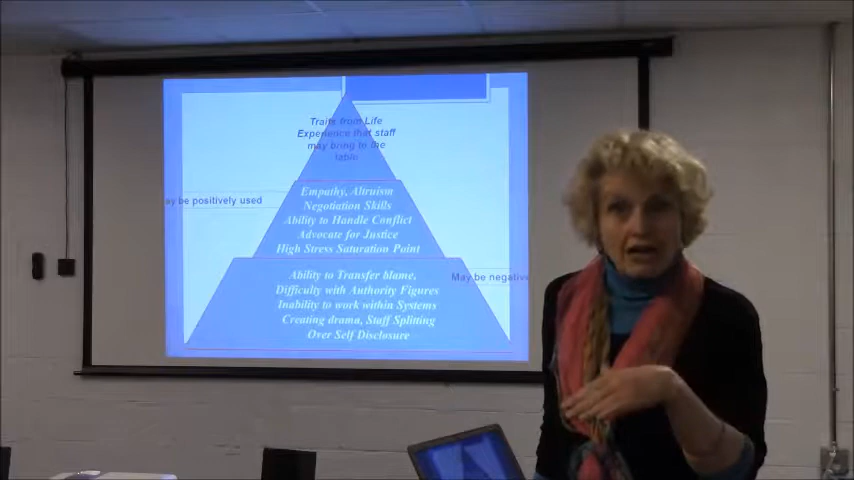 Traits from Life
Experience that staff
may bring to the
table
ay be positively used
Empathy, Altruism
Negotiation Skills
Ability to Handle Conflict
Advocate for Justice
High Stress Saturation Point
May be negative
Ability to Transfer blame,
Difficulty with Authority Figures
Inability to work within Systems
Creating drama, Staff Splitting
Over Self Disclosure